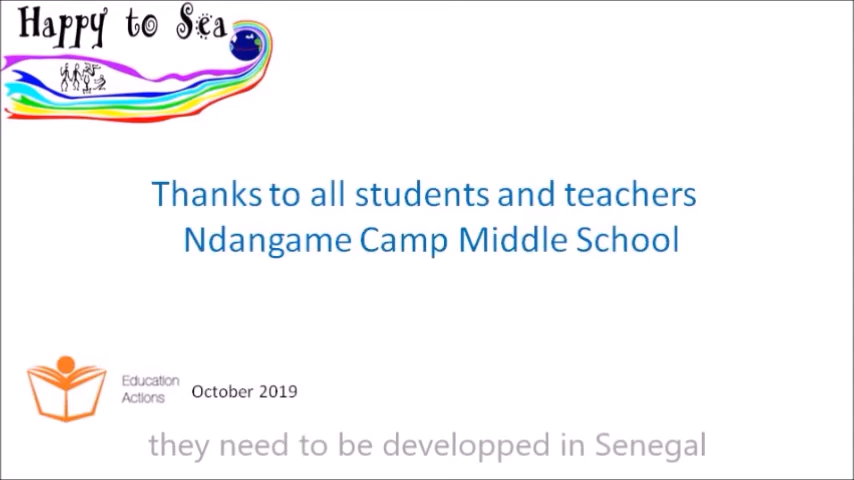 Happy to Sea
Thanks to all students and teachers
Ndangame Camp Middle School
Education
Actions
October 2019
they need to be developped in Senegal